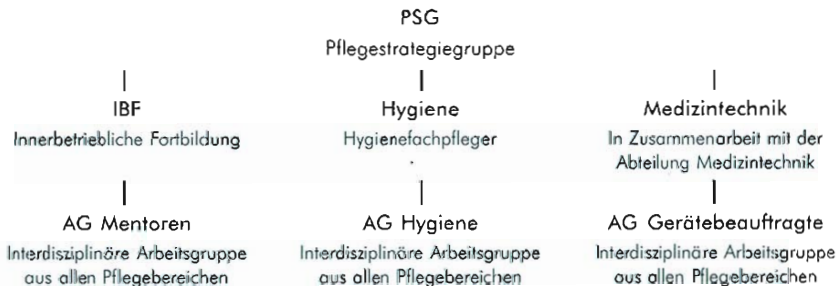 PSG
Pflegestrategiegruppe
IBF
Innerbetriebliche Fortbildung
Hygiene
Hygienefachpfleger
Medizintechnik
In Zusammenarbeit mit der
Abteilung Medizintechnik
AG Mentoren
Interdisziplinäre Arbeitsgruppe
aus allen Pflegebereichen
AG Hygiene
Interdisziplinäre Arbeitsgruppe
aus allen Pflegebereichen
AG Gerätebeauftragte
Interdisziplinäre Arbeitsgruppe
aus allen Pflegebereichen